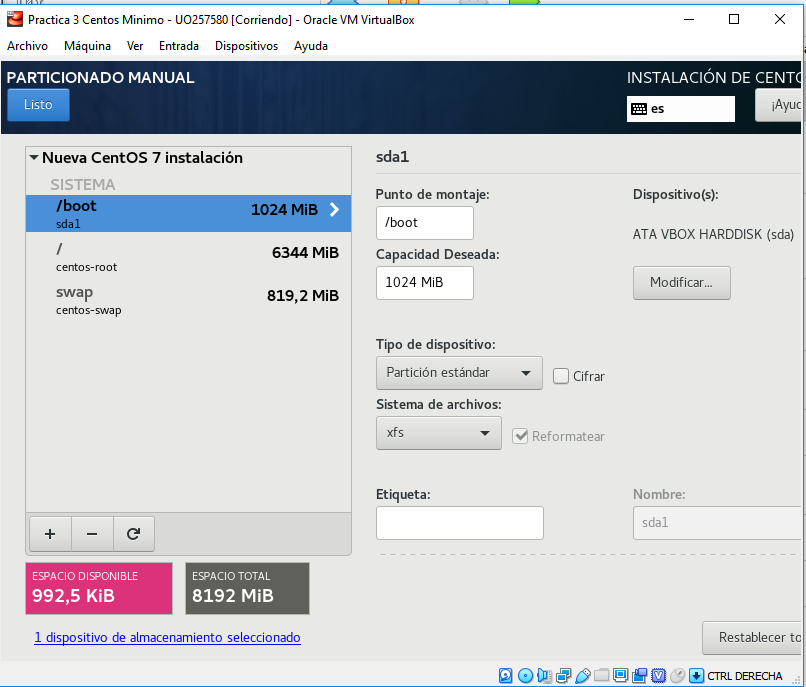 Practica 3 Centos Minimo - UO257580 [Corriendo] - Oracle VM VirtualBox
Archivo Máquina Ver Entrada Dispositivos Ayuda
PARTICIONADO MANUAL
INSTALACIÓN DE CENTO
Listo
es
¡Ayuc
Nueva CentOS 7 instalación
SISTEMA
/boot
1024 MiB
sda1
/
6344 MiB
centos-root
swap
819,2 MiB
centos-swap
+ −
ESPACIO DISPONIBLE
992,5 KiB
ESPACIO TOTAL
8192 MiB
1 dispositivo de almacenamiento seleccionado
sda1
Punto de montaje:
/boot
Capacidad Deseada:
1024 MiB
Dispositivo(s):
ATA VBOX HARDDISK (sda)
Modificar...
Tipo de dispositivo:
Partición estándar
Cifrar
Sistema de archivos:
xfs
Reformatear
Etiqueta:
Nombre:
sda1
Restablecer to
CTRL DERECHA